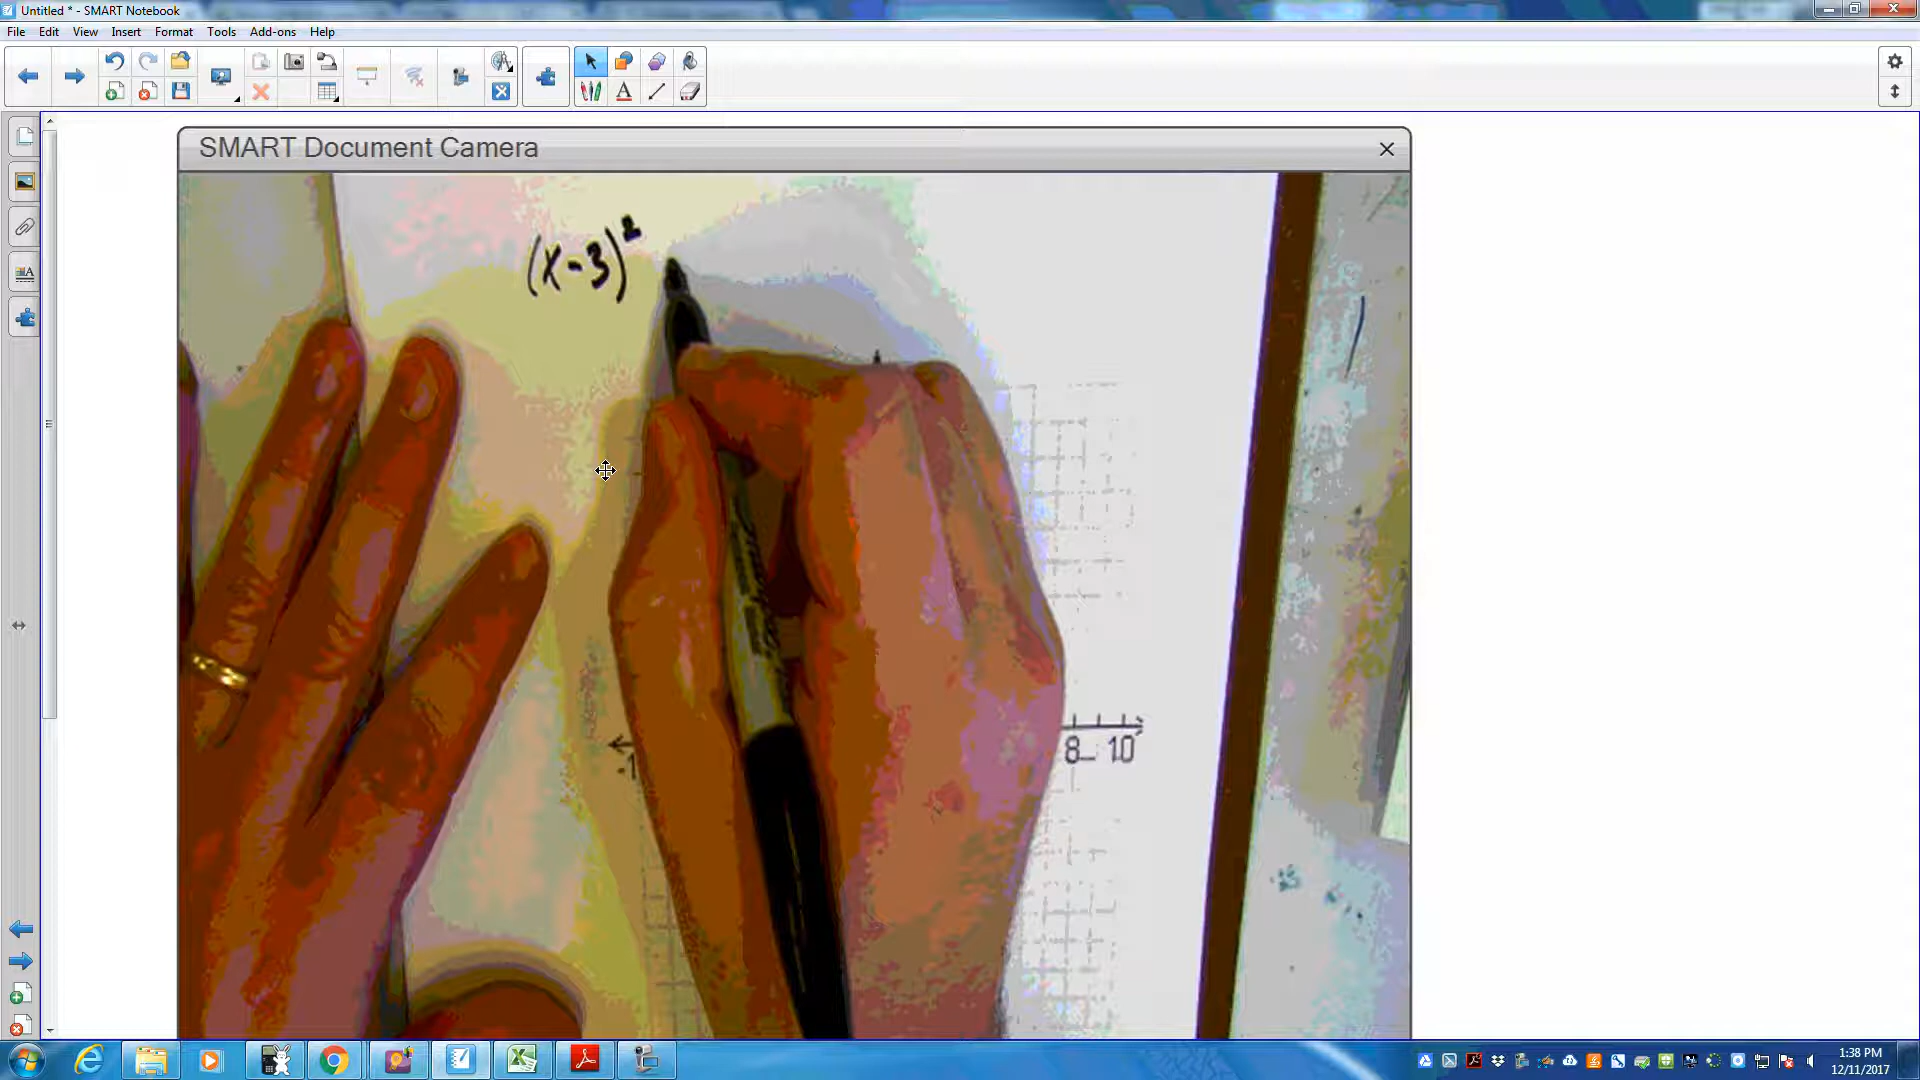 Untitled * - SMART Notebook
File Edit View Insert Format Tools Add-ons Help
SMART Document Camera
(x-3)²
8 10
1:38 PM
12/11/2017